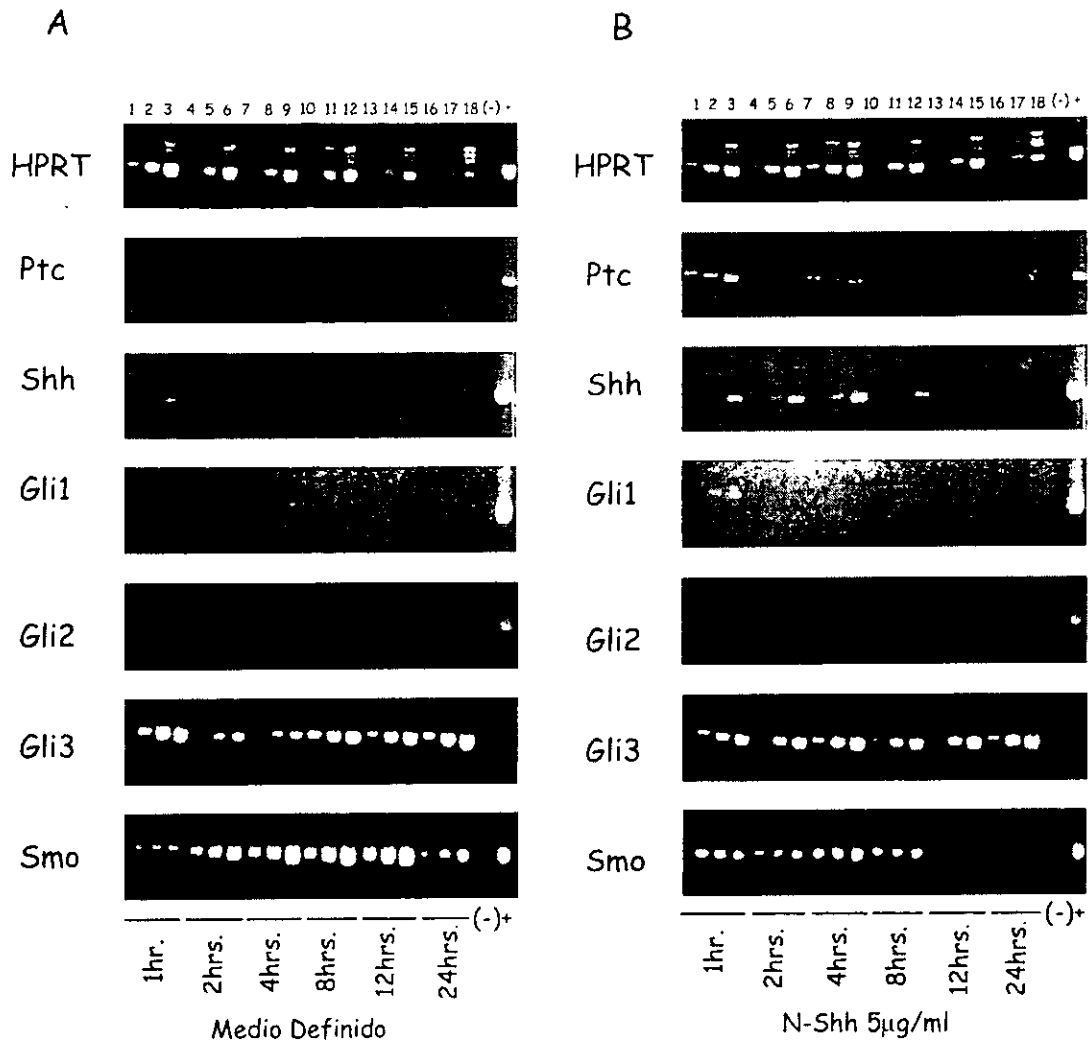 A
B
1 2 3 4 5 6 7 8 9 10 11 12 13 14 15 16 17 18 (-) +
1 2 3 4 5 6 7 8 9 10 11 12 13 14 15 16 17 18 (-) +
HPRT
HPRT
Ptc
Ptc
Shh
Shh
Gli1
Gli1
Gli2
Gli2
Gli3
Gli3
Smo
Smo
(-) +
(-) +
1hr.
2hrs.
4hrs.
8hrs.
12hrs.
24hrs.
1hr.
2hrs.
4hrs.
8hrs.
12hrs.
24hrs.
Medio Definido
N-Shh 5µg/ml